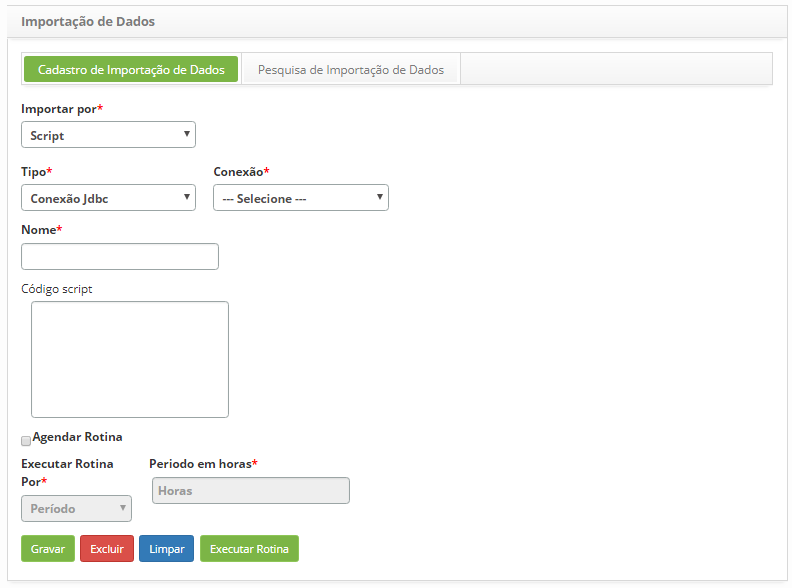 Importação de Dados
Cadastro de Importação de Dados Pesquisa de Importação de Dados
Importar por*
Script
Tipo* Conexão*
Conexão Jdbc --- Selecione ---
Nome*
Código script
Agendar Rotina
Executar Rotina Por* Periodo em horas*
Período Horas
Gravar Excluir Limpar Executar Rotina